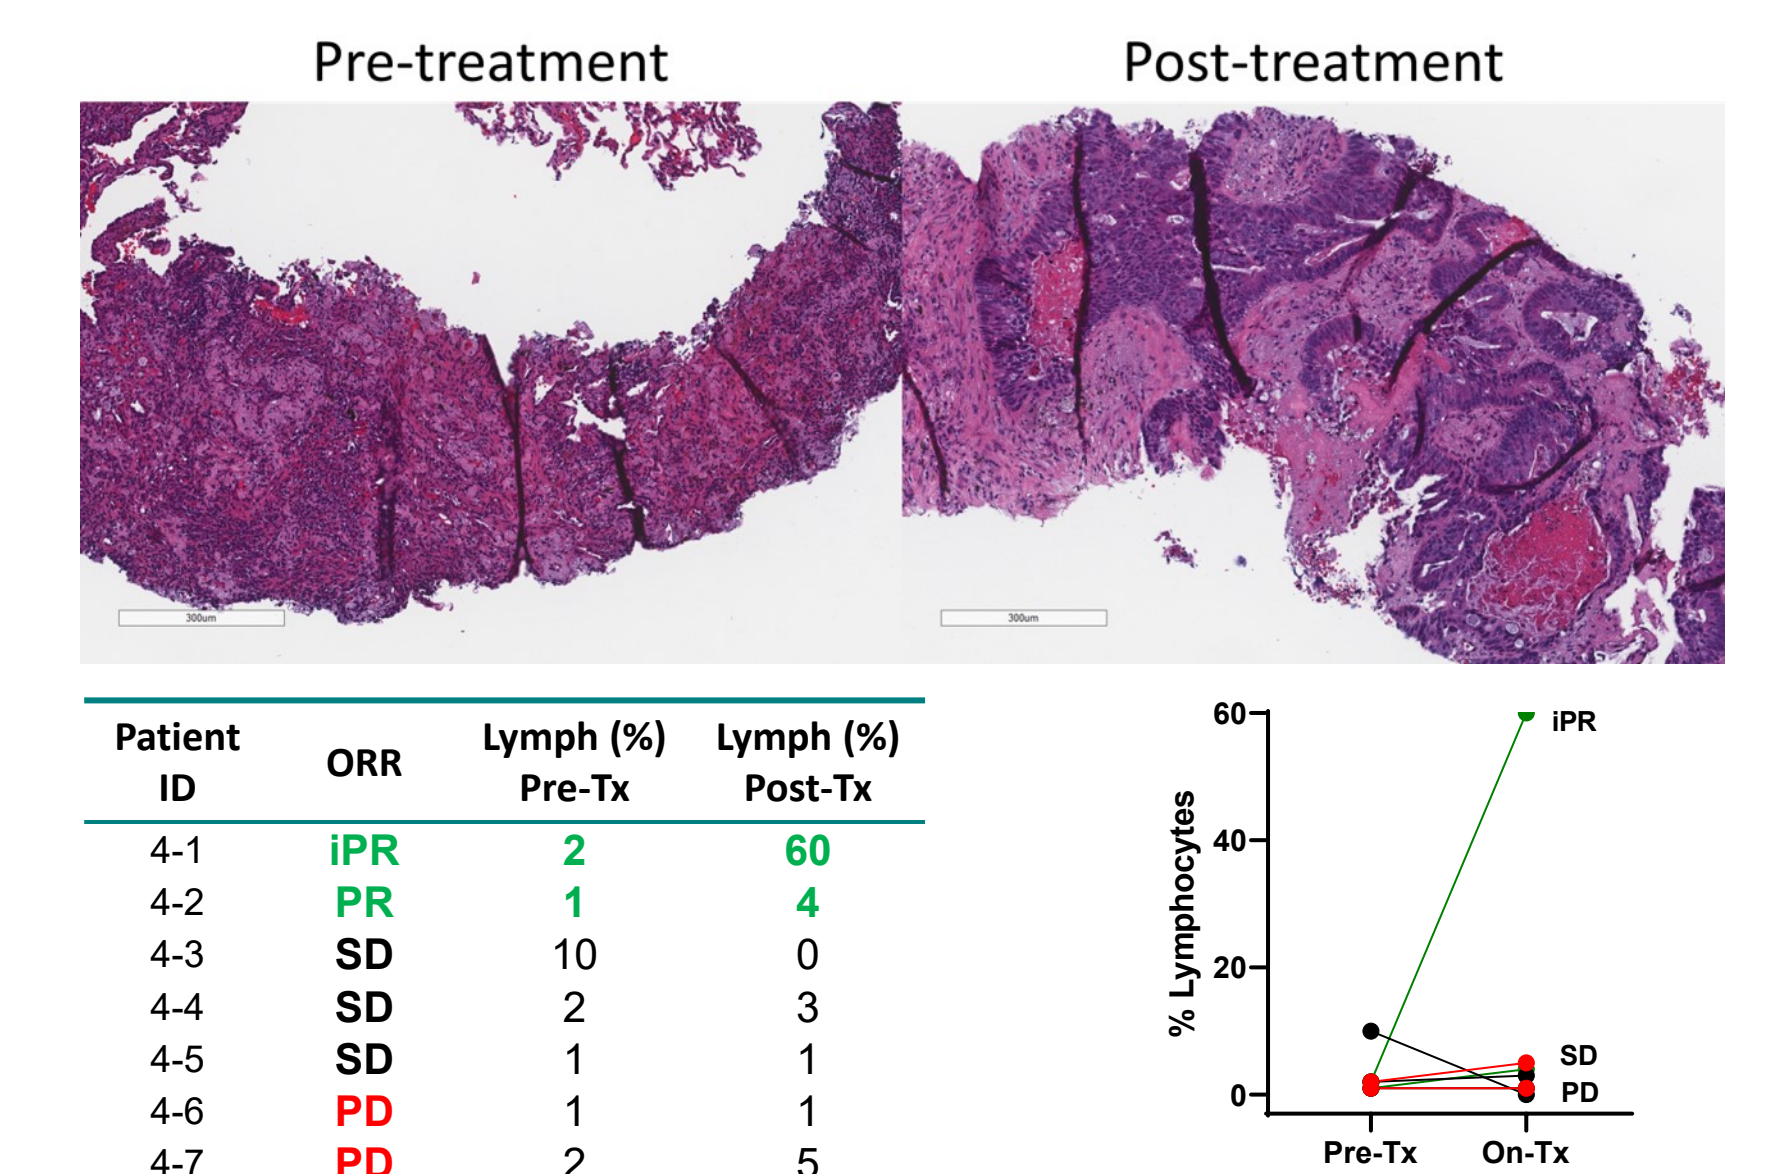 Pre-treatment
Post-treatment
300um
300um
Patient ID ORR Lymph (%) Pre-Tx Lymph (%) Post-Tx
4-1 iPR 2 60
4-2 PR 1 4
4-3 SD 10 0
4-4 SD 2 3
4-5 SD 1 1
4-6 PD 1 1
4-7 PD 2 5
% Lymphocytes
60
40
20
0
iPR
SD
PD
Pre-Tx On-Tx